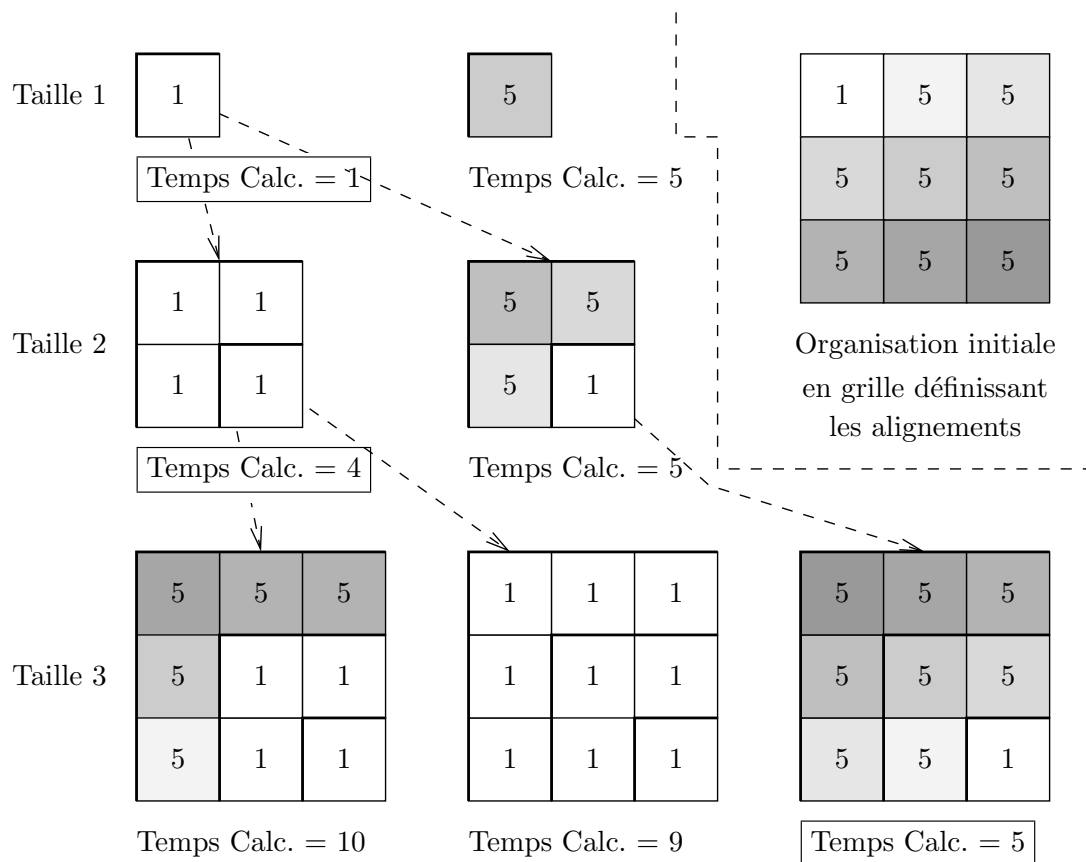 Taille 1
1
5
1 5 5
5 5 5
5 5 5
Temps Calc. = 1
Temps Calc. = 5
Organisation initiale
en grille définissant
les alignements
Taille 2
1 1
1 1
5 5
5 1
Temps Calc. = 4
Temps Calc. = 5
Taille 3
5 5 5
5 1 1
5 1 1
1 1 1
1 1 1
1 1 1
5 5 5
5 5 5
5 5 1
Temps Calc. = 10
Temps Calc. = 9
Temps Calc. = 5